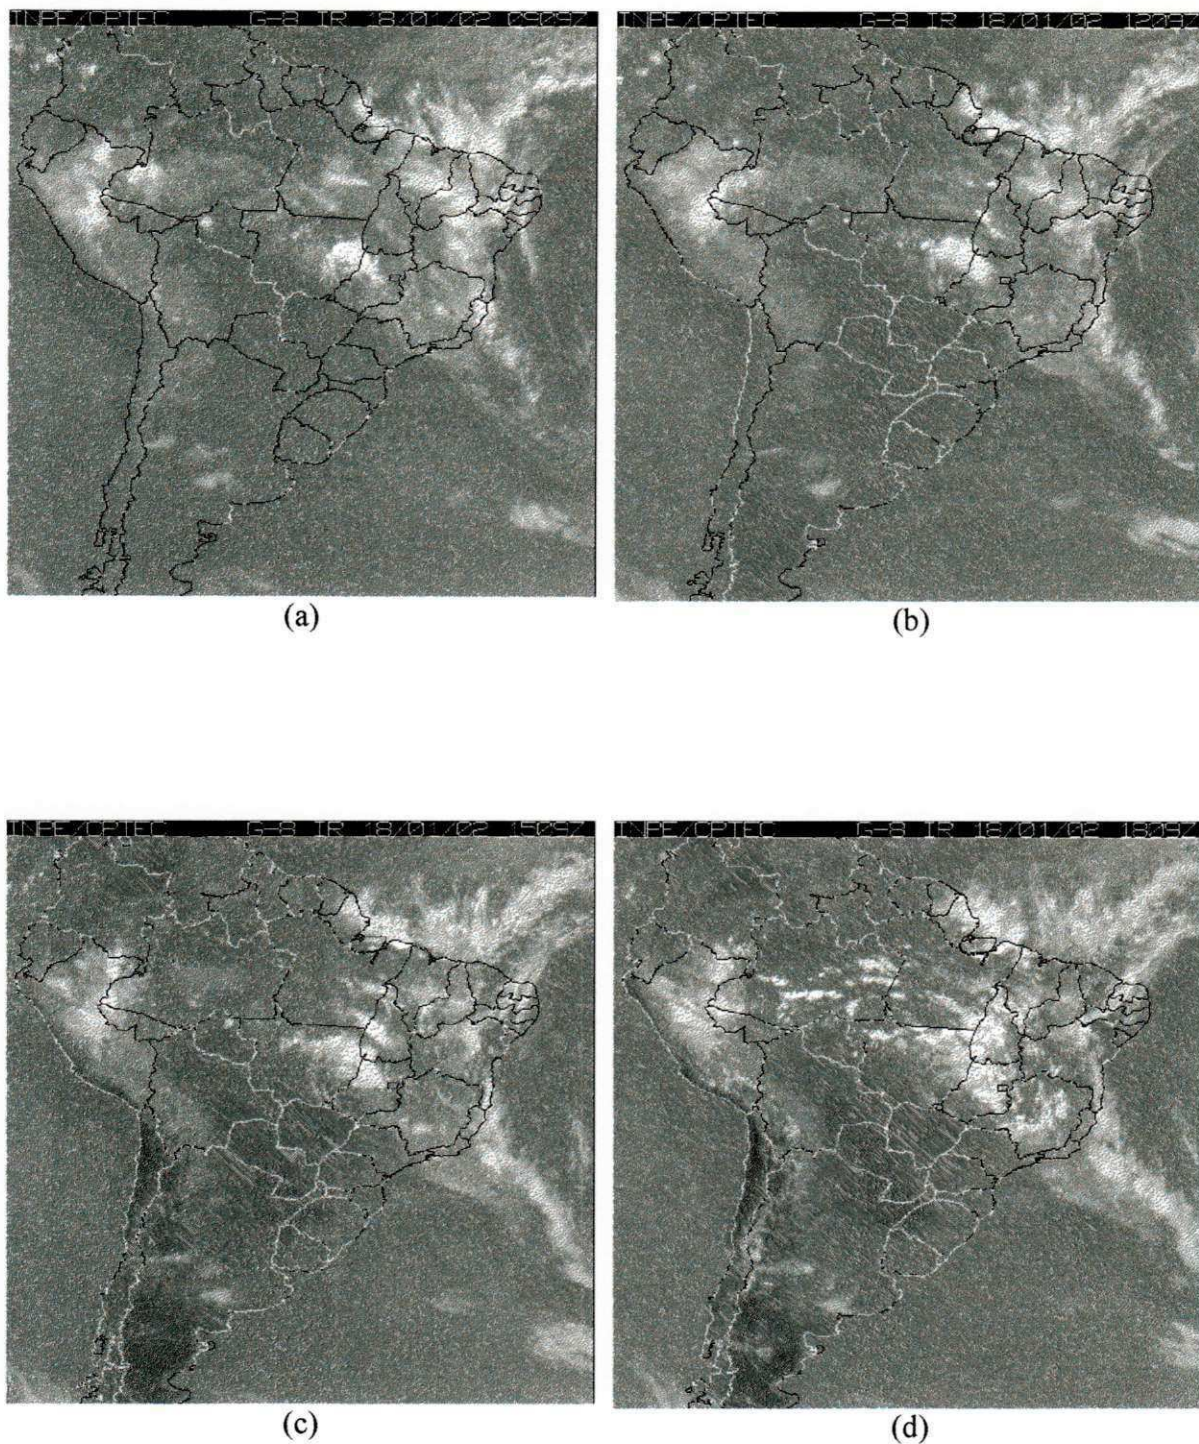 INPE/CPTEC G-8 IR 18/01/02 0909Z
INPE/CPTEC G-8 IR 18/01/02 1209Z
(a)
(b)
INPE/CPTEC G-8 IR 18/01/02 1509Z
INPE/CPTEC G-8 IR 18/01/02 1809Z
(c)
(d)